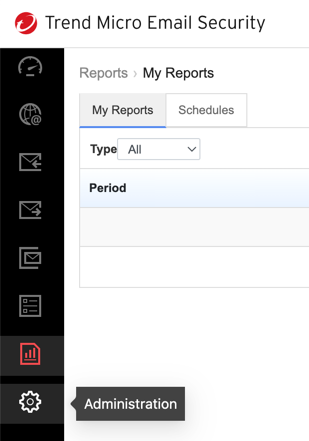 Trend Micro Email Security
Reports › My Reports
My Reports Schedules
Type All
Period
Administration